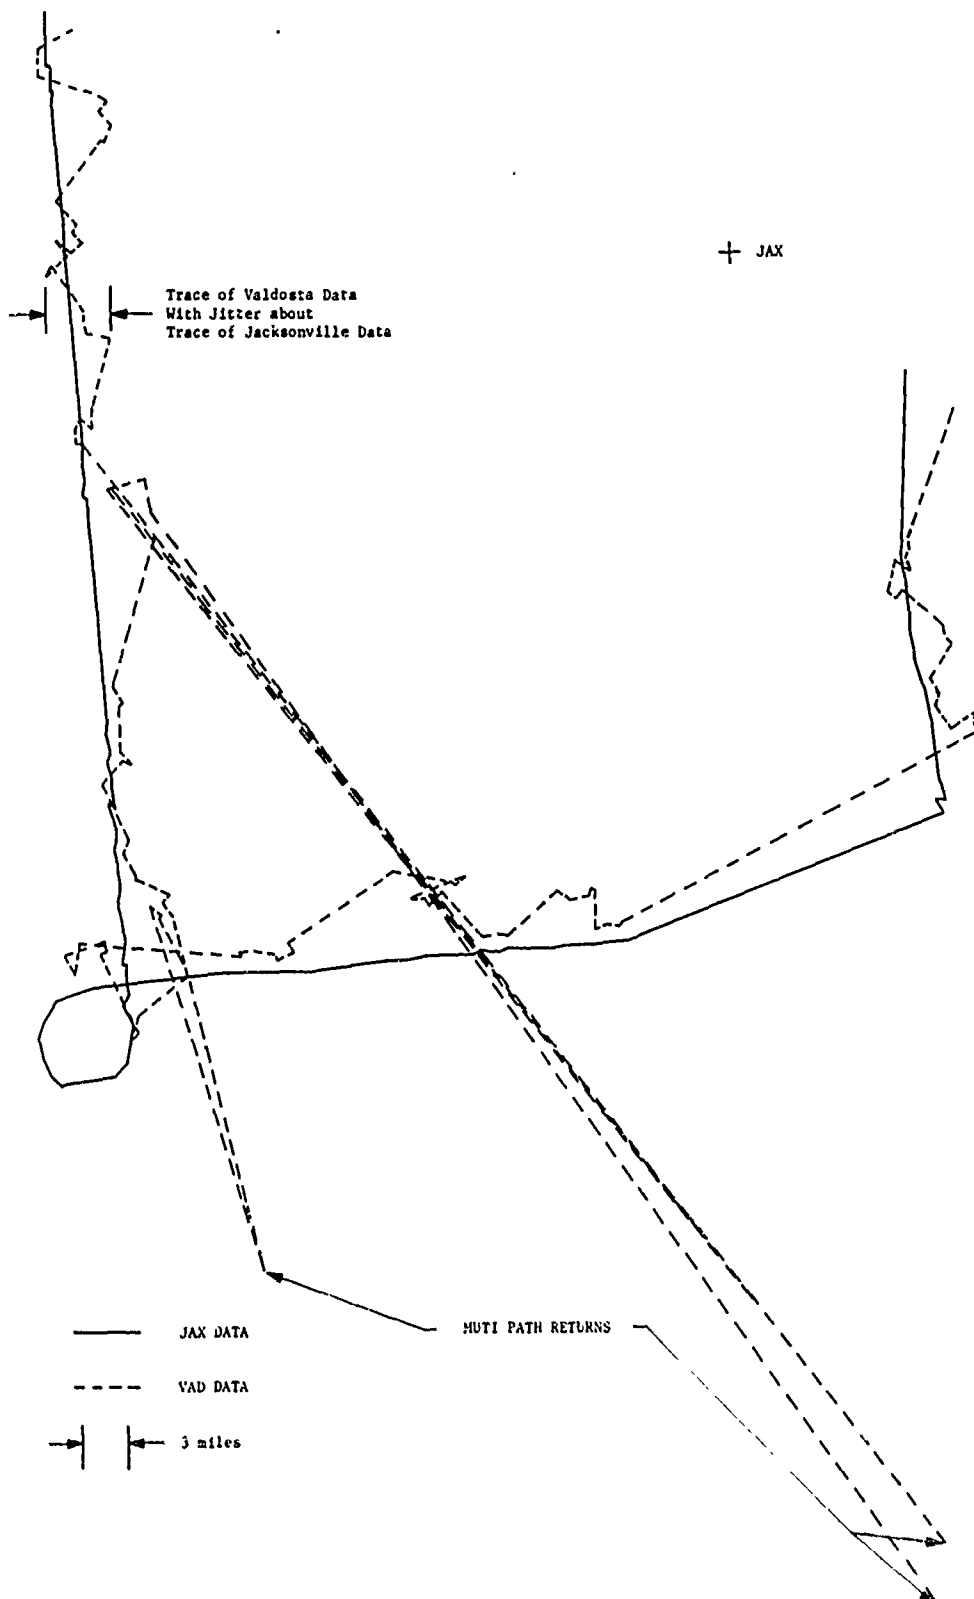 JAX
Trace of Valdosta Data
With Jitter about
Trace of Jacksonville Data
MUTI PATH RETURNS
JAX DATA
VAD DATA
3 miles